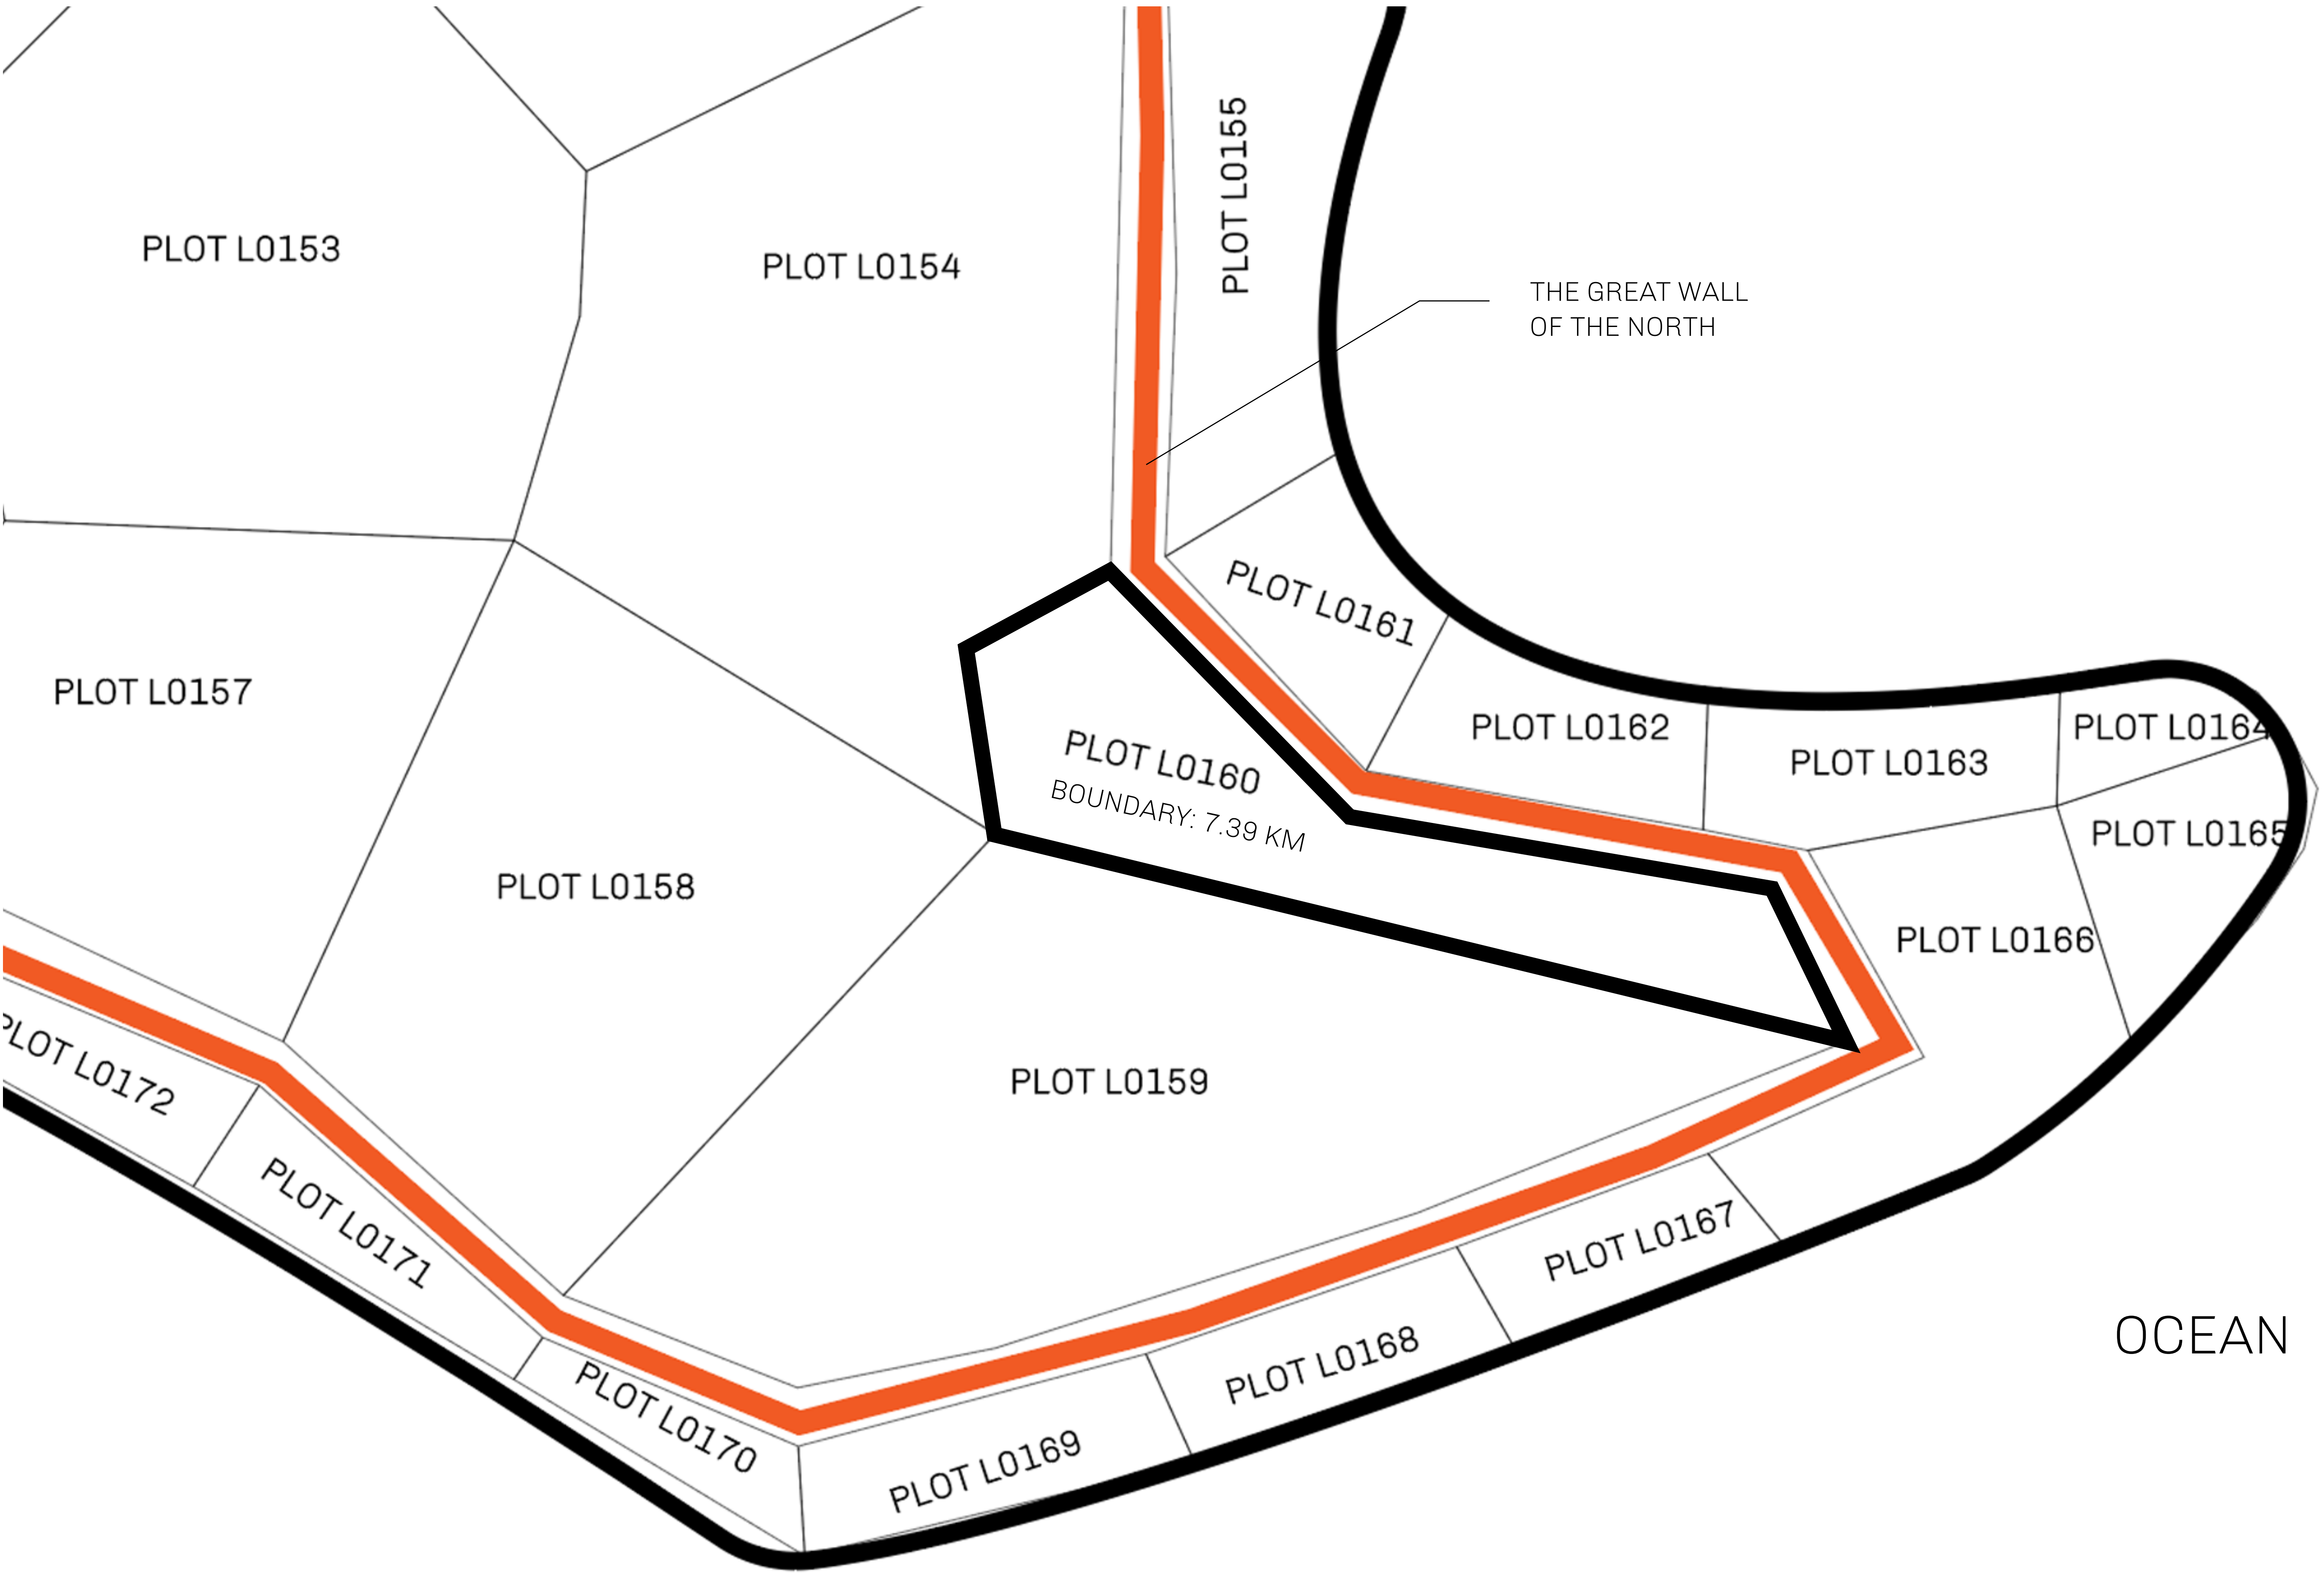 PLOT L0153
PLOT L0154
PLOT L0155
THE GREAT WALL
OF THE NORTH
PLOT L0161
PLOT L0157
PLOT L0160
BOUNDARY: 7.39 KM
PLOT L0162
PLOT L0163
PLOT L0164
PLOT L0165
PLOT L0158
PLOT L0166
PLOT L0159
PLOT L0172
PLOT L0171
PLOT L0167
PLOT L0168
PLOT L0170
PLOT L0169
OCEAN